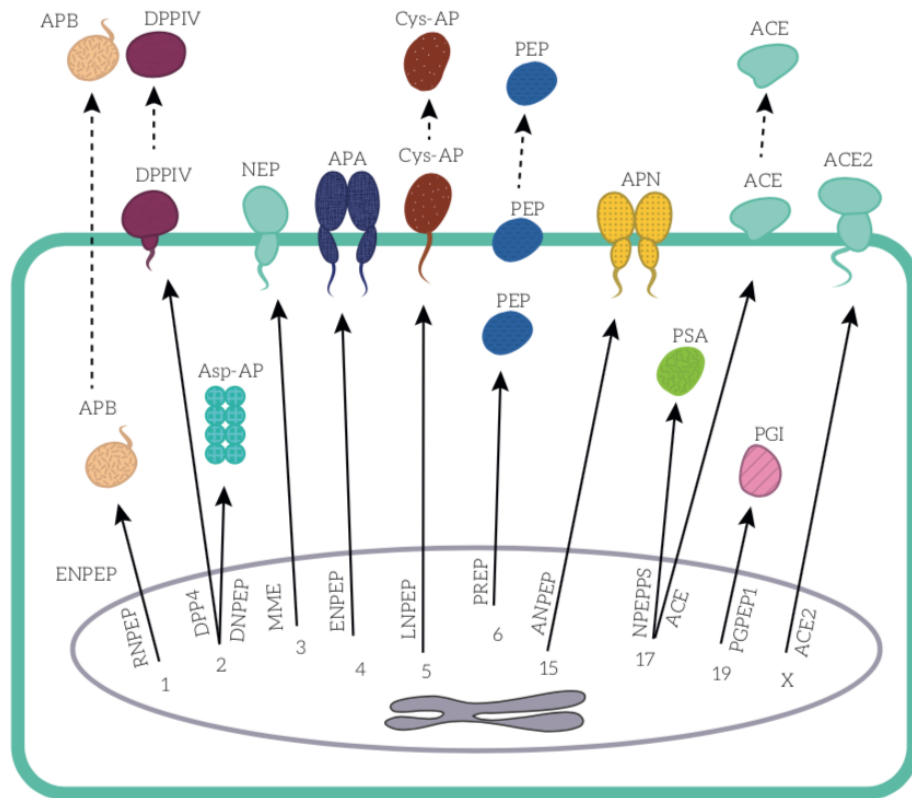 APB
DPPIV
Cys-AP
PEP
ACE
DPPIV
NEP
APA
Cys-AP
PEP
APN
ACE
ACE2
PEP
PSA
Asp-AP
APB
PGI
ENPEP
RNPEP
DPP4
DNPEP
MME
ENPEP
LNPEP
PREP
ANPEP
NPEPPS
ACE
PGPEP1
ACE2
1
2
3
4
5
6
15
17
19
X